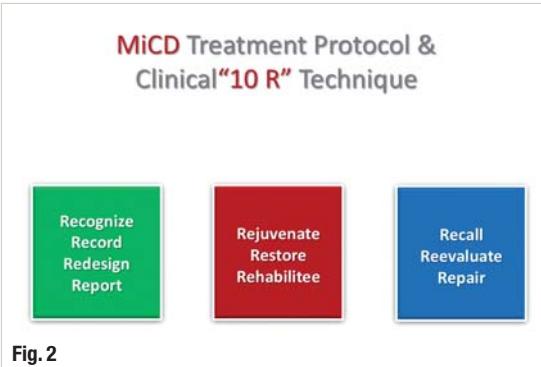 MiCD Treatment Protocol &
Clinical“10 R” Technique
Recognize
Record
Redesign
Report
Rejuvenate
Restore
Rehabilitee
Recall
Reevaluate
Repair
Fig. 2